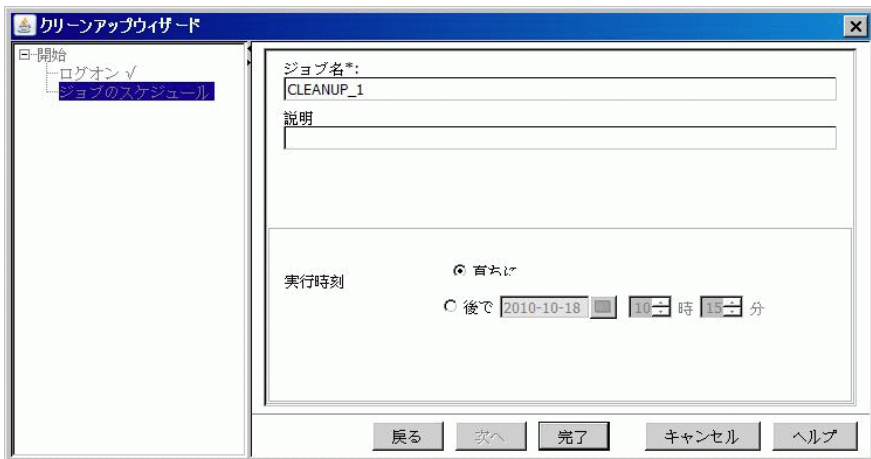 クリーンアップウィザード
開始
ログオン √
ジョブのスケジュール
ジョブ名*:
CLEANUP_1
説明
実行時刻
直ちに
後で 2010-10-18 10 時 15 分
戻る 次へ 完了 キャンセル ヘルプ